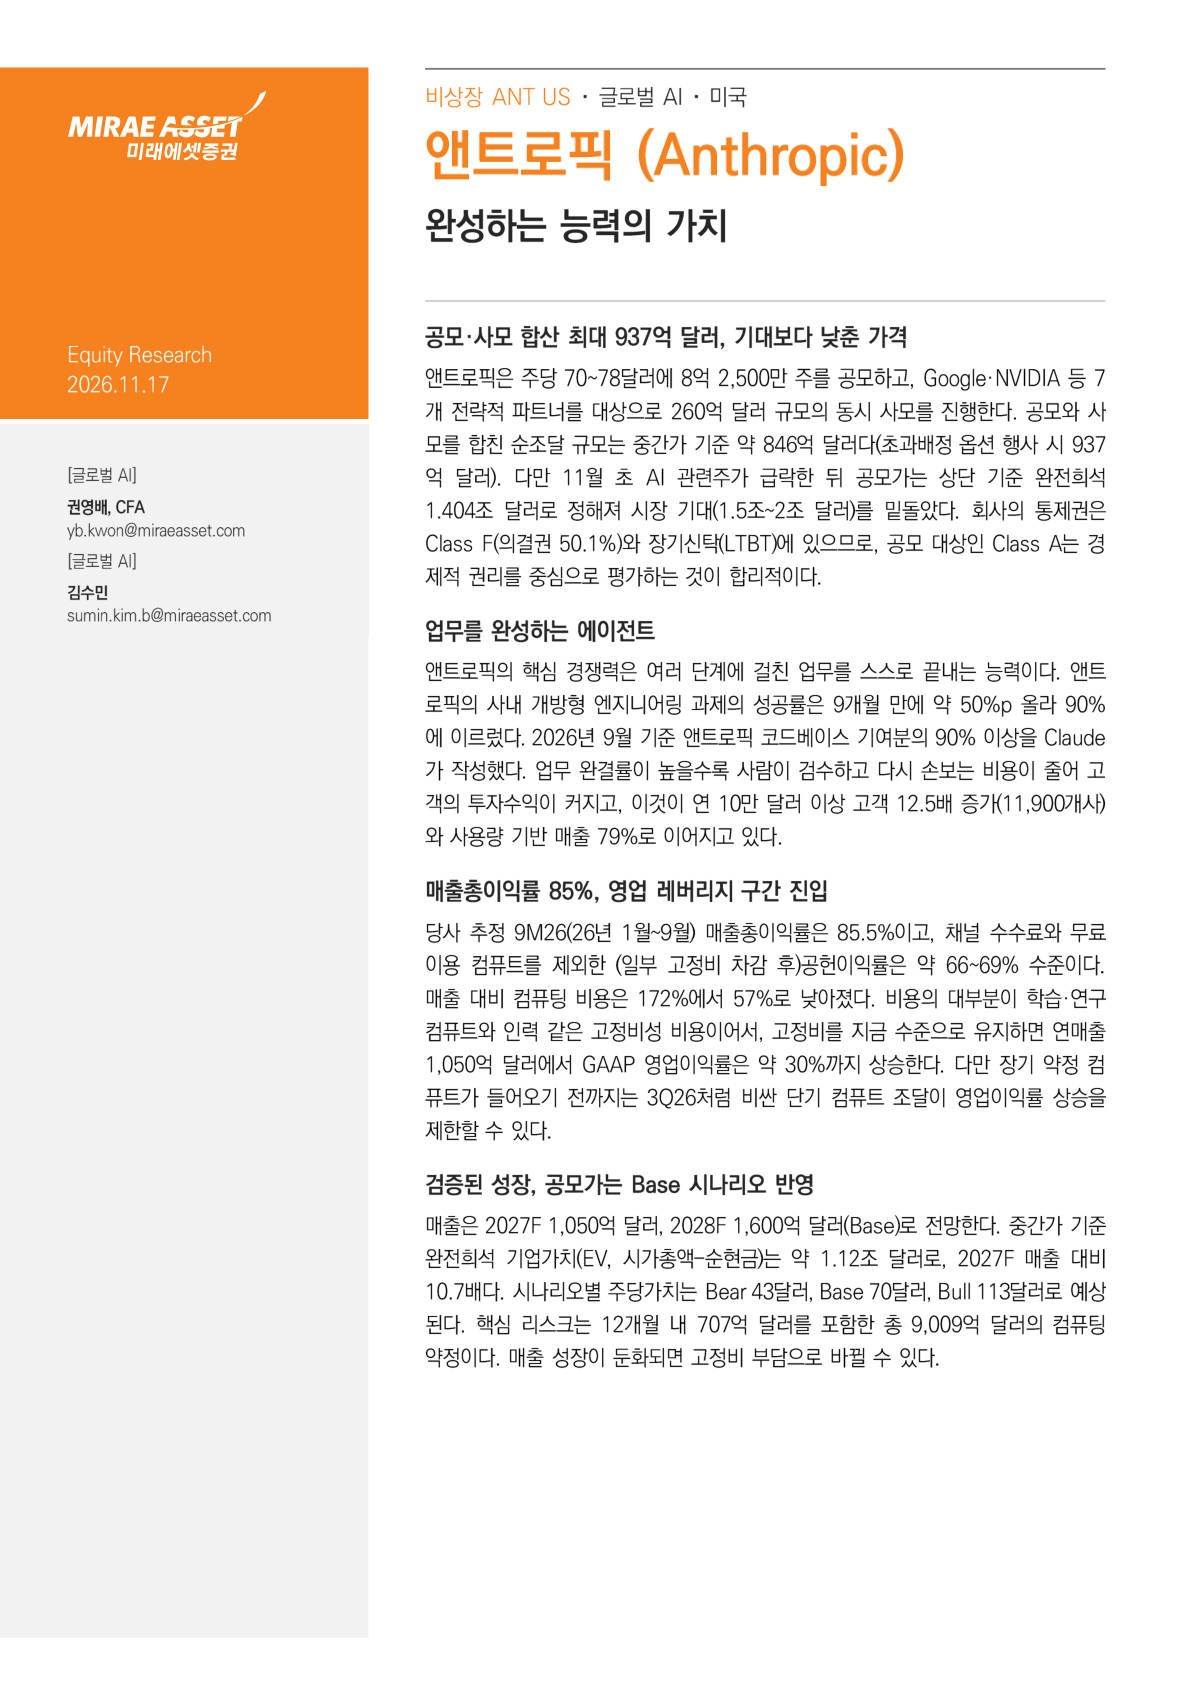 MIRAE ASSET
미래에셋증권
Equity Research
2026.11.17
[글로벌 AI]
권영배, CFA
yb.kwon@miraeasset.com
[글로벌 AI]
김수민
sumin.kim.b@miraeasset.com
비상장 ANT US · 글로벌 AI · 미국
앤트로픽 (Anthropic)
완성하는 능력의 가치
공모·사모 합산 최대 937억 달러, 기대보다 낮춘 가격
앤트로픽은 주당 70~78달러에 8억 2,500만 주를 공모하고, Google·NVIDIA 등 7
개 전략적 파트너를 대상으로 260억 달러 규모의 동시 사모를 진행한다. 공모와 사
모를 합친 순조달 규모는 중간가 기준 약 846억 달러다(초과배정 옵션 행사 시 937
억 달러). 다만 11월 초 AI 관련주가 급락한 뒤 공모가는 상단 기준 완전희석
1.404조 달러로 정해져 시장 기대(1.5조~2조 달러)를 밑돌았다. 회사의 통제권은
Class F(의결권 50.1%)와 장기신탁(LTBT)에 있으므로, 공모 대상인 Class A는 경
제적 권리를 중심으로 평가하는 것이 합리적이다.
업무를 완성하는 에이전트
앤트로픽의 핵심 경쟁력은 여러 단계에 걸친 업무를 스스로 끝내는 능력이다. 앤트
로픽의 사내 개방형 엔지니어링 과제의 성공률은 9개월 만에 약 50%p 올라 90%
에 이르렀다. 2026년 9월 기준 앤트로픽 코드베이스 기여분의 90% 이상을 Claude
가 작성했다. 업무 완결률이 높을수록 사람이 검수하고 다시 손보는 비용이 줄어 고
객의 투자수익이 커지고, 이것이 연 10만 달러 이상 고객 12.5배 증가(11,900개사)
와 사용량 기반 매출 79%로 이어지고 있다.
매출총이익률 85%, 영업 레버리지 구간 진입
당사 추정 9M26(26년 1월~9월) 매출총이익률은 85.5%이고, 채널 수수료와 무료
이용 컴퓨트를 제외한 (일부 고정비 차감 후)공헌이익률은 약 66~69% 수준이다.
매출 대비 컴퓨팅 비용은 172%에서 57%로 낮아졌다. 비용의 대부분이 학습·연구
컴퓨트와 인력 같은 고정비성 비용이어서, 고정비를 지금 수준으로 유지하면 연매출
1,050억 달러에서 GAAP 영업이익률은 약 30%까지 상승한다. 다만 장기 약정 컴
퓨트가 들어오기 전까지는 3Q26처럼 비싼 단기 컴퓨트 조달이 영업이익률 상승을
제한할 수 있다.
검증된 성장, 공모가는 Base 시나리오 반영
매출은 2027F 1,050억 달러, 2028F 1,600억 달러(Base)로 전망한다. 중간가 기준
완전희석 기업가치(EV, 시가총액-순현금)는 약 1.12조 달러로, 2027F 매출 대비
10.7배다. 시나리오별 주당가치는 Bear 43달러, Base 70달러, Bull 113달러로 예상
된다. 핵심 리스크는 12개월 내 707억 달러를 포함한 총 9,009억 달러의 컴퓨팅
약정이다. 매출 성장이 둔화되면 고정비 부담으로 바뀔 수 있다.